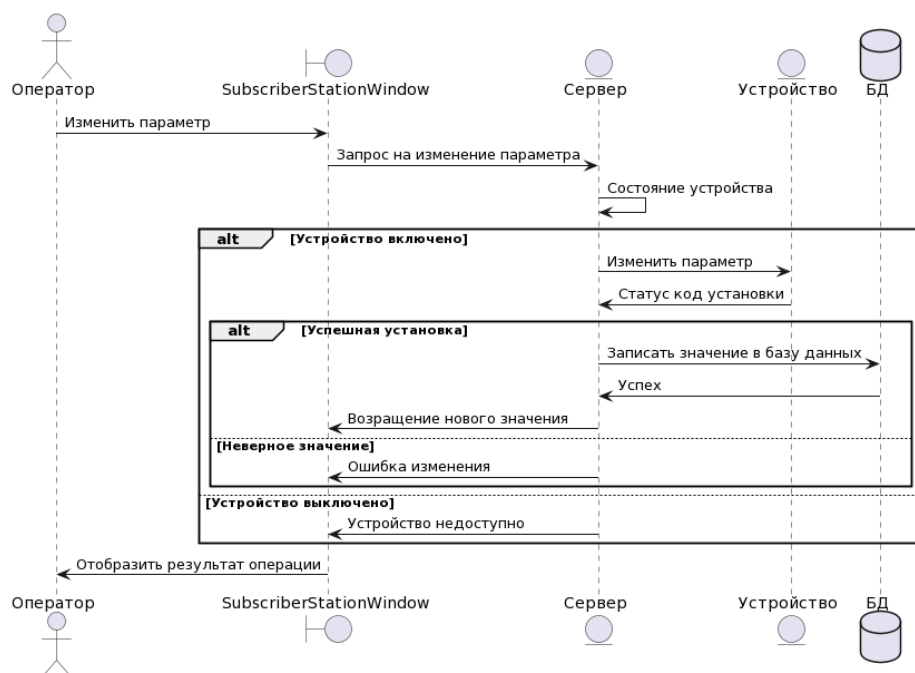 Оператор
SubscriberStationWindow
Сервер
Устройство
БД
Изменить параметр
Запрос на изменение параметра
Состояние устройства
alt [Устройство включено]
Изменить параметр
Статус код установки
alt [Успешная установка]
Записать значение в базу данных
Успех
Возращение нового значения
[Неверное значение]
Ошибка изменения
[Устройство выключено]
Устройство недоступно
Отобразить результат операции
Оператор
SubscriberStationWindow
Сервер
Устройство
БД